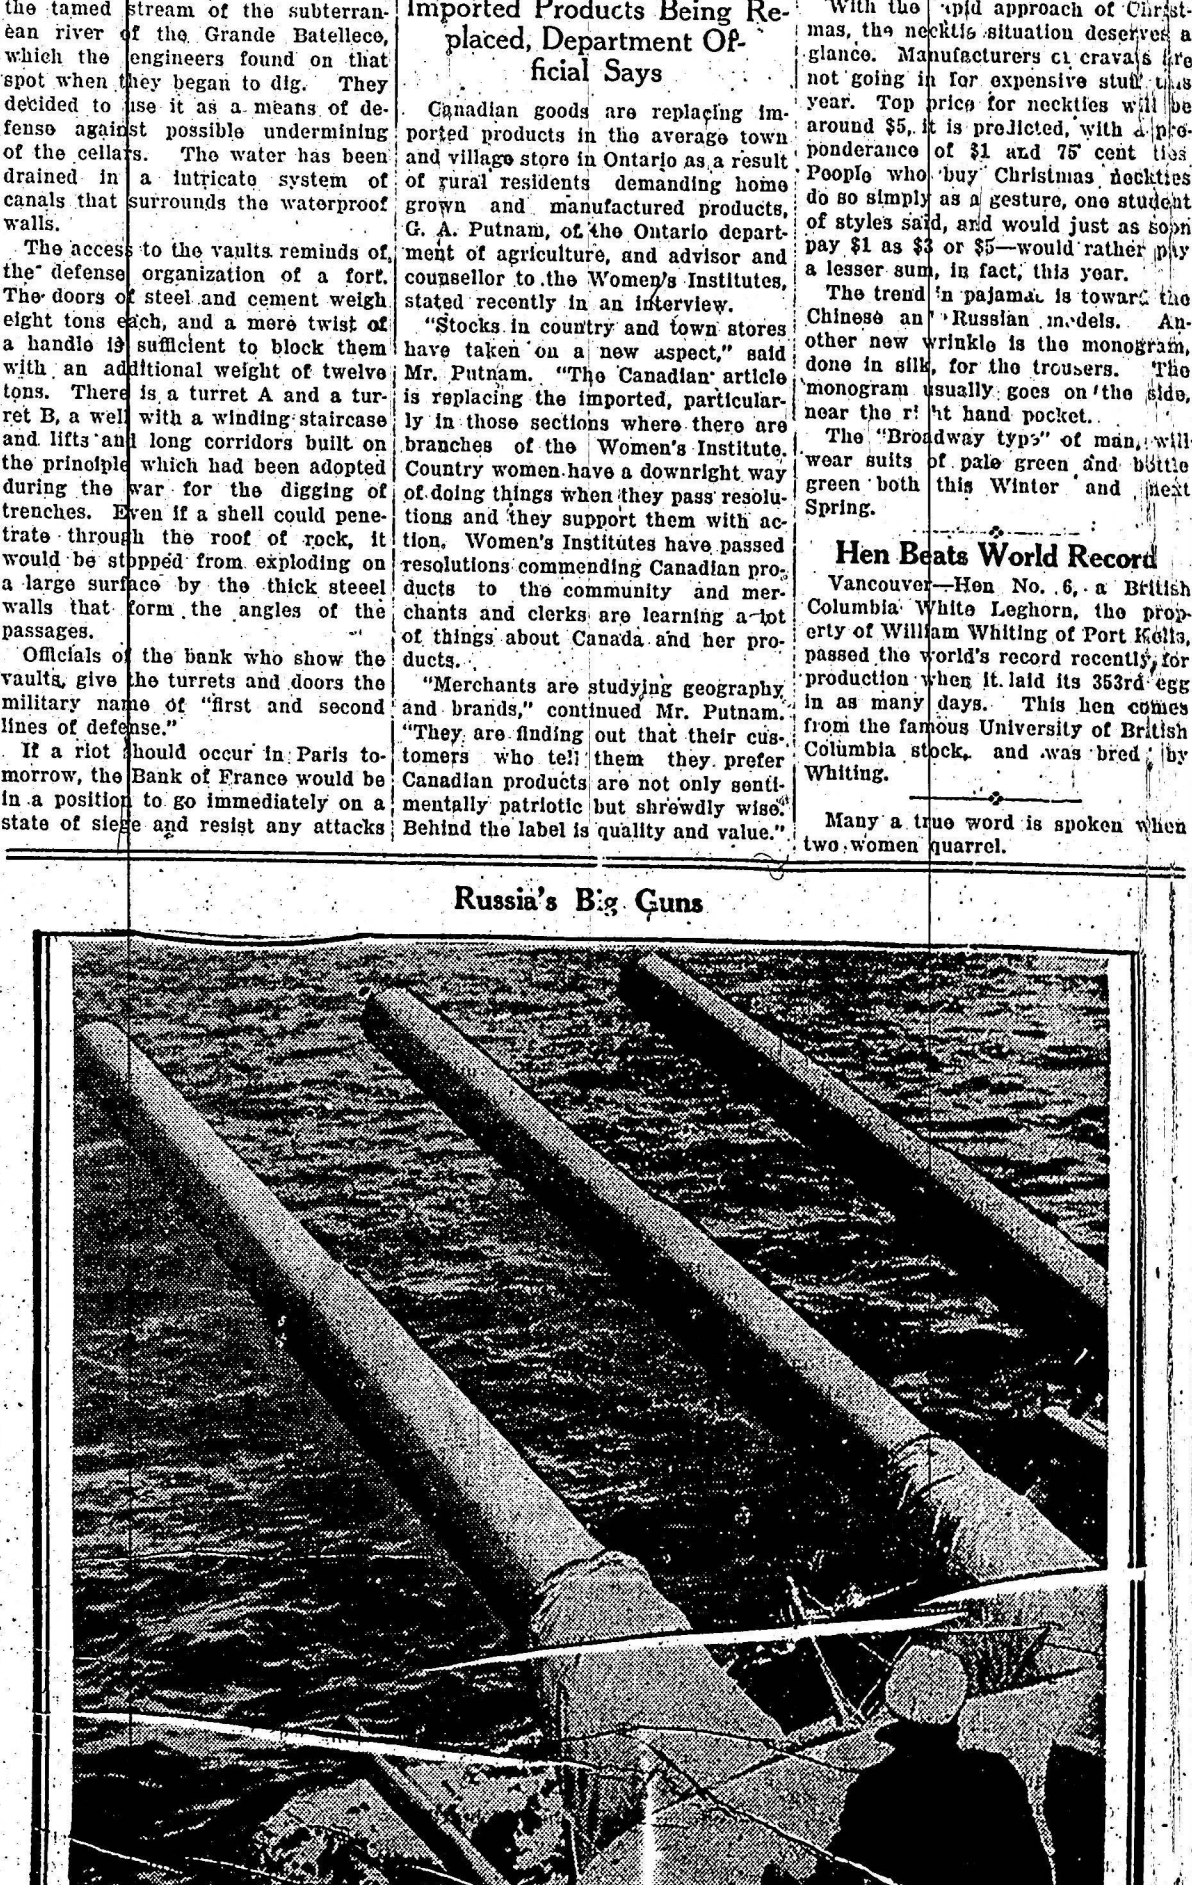 the tamed stream of the subterran-
ean river of the Grande Batellece,
which the engineers found on that
spot when they began to dig. They
decided to use it as a means of de-
fense against possible undermining
of the cellars. The water has been
drained in a intricate system of
canals that surrounds the waterproof
walls.
The access to the vaults reminds of
the defense organization of a fort.
The doors of steel and cement weigh
eight tons each, and a mere twist of
a handle is sufficient to block them
with an additional weight of twelve
tons. There is a turret A and a tur-
ret B, a well with a winding staircase
and lifts and long corridors built on
the principle which had been adopted
during the war for the digging of
trenches. Even if a shell could pene-
trate through the roof of rock, it
would be stopped from exploding on
a large surface by the thick steeel
walls that form the angles of the
passages.
Officials of the bank who show the
vaults, give the turrets and doors the
military name of "first and second
lines of defense."
If a riot should occur in Paris to-
morrow, the Bank of France would be
in a position to go immediately on a
state of siege and resist any attacks
Imported Products Being Re-
placed, Department Of-
ficial Says
Canadian goods are replacing im-
ported products in the average town
and village store in Ontario as a result
of rural residents demanding home
grown and manufactured products,
G. A. Putnam, of the Ontario depart-
ment of agriculture, and advisor and
counsellor to the Women's Institutes,
stated recently in an interview.
"Stocks in country and town stores
have taken on a new aspect," said
Mr. Putnam. "The Canadian article
is replacing the imported, particular-
ly in those sections where there are
branches of the Women's Institute.
Country women have a downright way
of doing things when they pass resolu-
tions and they support them with ac-
tion. Women's Institutes have passed
resolutions commending Canadian pro-
ducts to the community and mer-
chants and clerks are learning a lot
of things about Canada and her pro-
ducts.
"Merchants are studying geography
and brands," continued Mr. Putnam.
"They are finding out that their cus-
tomers who tell them they prefer
Canadian products are not only senti-
mentally patriotic but shrewdly wise.
Behind the label is quality and value."
With the rapid approach of Christ-
mas, the necktie situation deserves a
glance. Manufacturers of cravats are
not going in for expensive stuff this
year. Top price for neckties will be
around $5, it is predicted, with a pre-
ponderance of $1 and 75 cent ties
People who buy Christmas neckties
do so simply as a gesture, one student
of styles said, and would just as soon
pay $1 as $3 or $5—would rather pay
a lesser sum, in fact, this year.
The trend in pajamas is toward the
Chinese and Russian models. An-
other new wrinkle is the monogram,
done in silk, for the trousers. The
monogram usually goes on the side,
near the right hand pocket.
The "Broadway type" of man, will
wear suits of pale green and bottle
green both this Winter and next
Spring.
Hen Beats World Record
Vancouver—Hen No. 6, a British
Columbia White Leghorn, the prop-
erty of William Whiting of Port Kells,
passed the world's record recently for
production when it laid its 353rd egg
in as many days. This hen comes
from the famous University of British
Columbia stock, and was bred by
Whiting.
Many a true word is spoken when
two women quarrel.
Russia's Big Guns